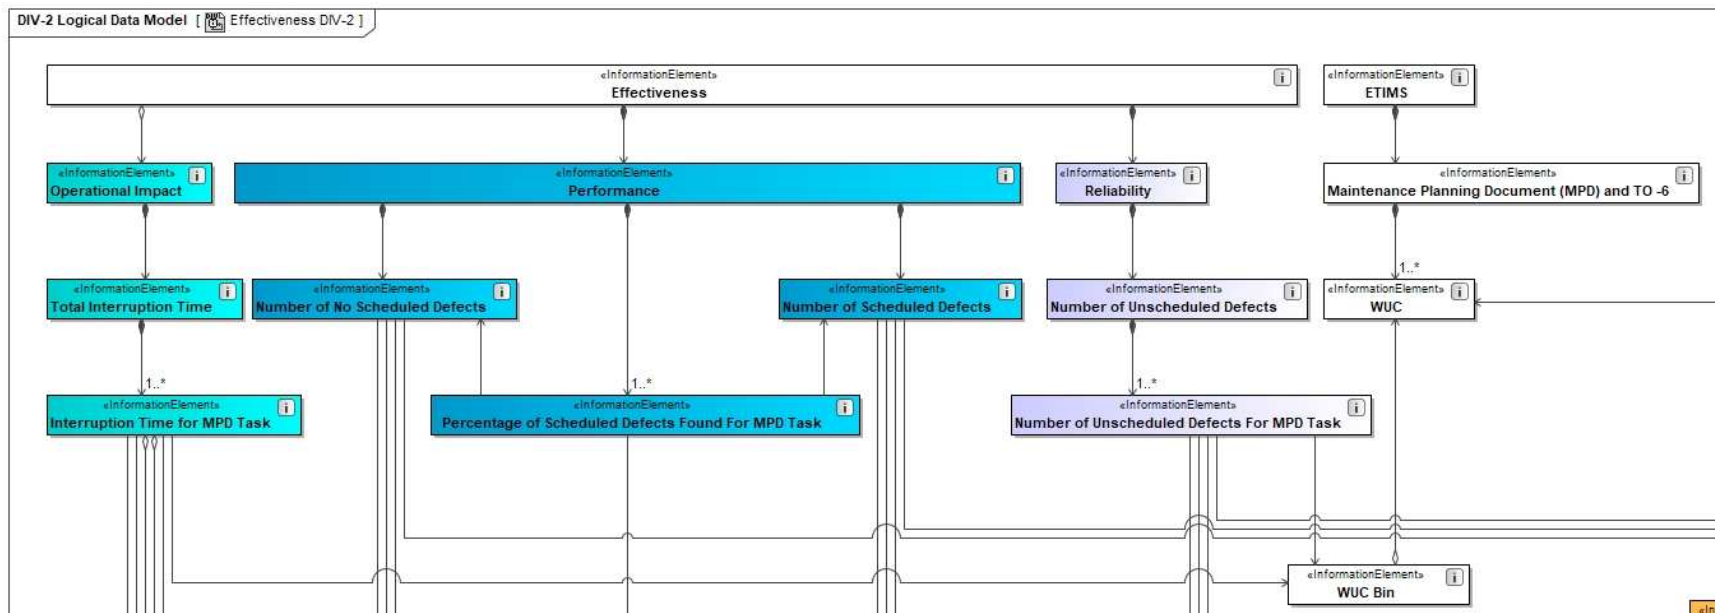 DIV-2 Logical Data Model [ Effectiveness DIV-2 ]
«InformationElement»
Effectiveness
«InformationElement»
ETIMS
«InformationElement»
Operational Impact
«InformationElement»
Performance
«InformationElement»
Reliability
«InformationElement»
Maintenance Planning Document (MPD) and TO -6
1..*
«InformationElement»
Total Interruption Time
«InformationElement»
Number of No Scheduled Defects
«InformationElement»
Number of Scheduled Defects
«InformationElement»
Number of Unscheduled Defects
«InformationElement»
WUC
1..*
1..*
1..*
«InformationElement»
Interruption Time for MPD Task
«InformationElement»
Percentage of Scheduled Defects Found For MPD Task
«InformationElement»
Number of Unscheduled Defects For MPD Task
«InformationElement»
WUC Bin